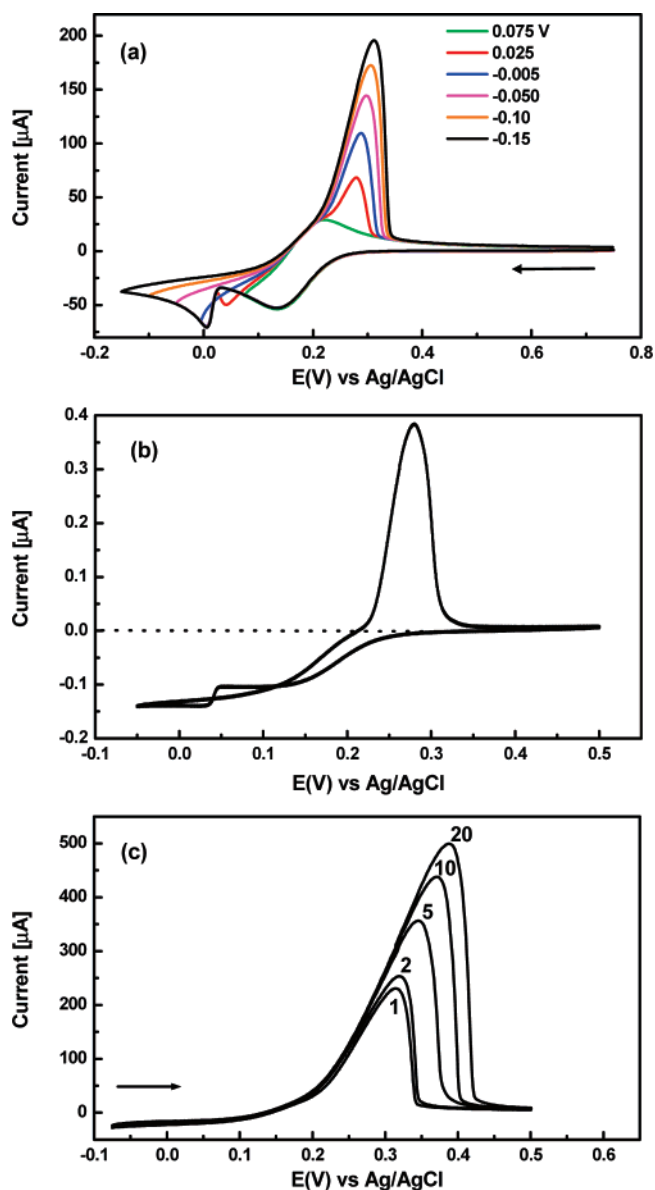 (a)
0.075 V
0.025
-0.005
-0.050
-0.10
-0.15
200
150
100
50
0
-50
Current [µA]
-0.2 0.0 0.2 0.4 0.6 0.8
E(V) vs Ag/AgCl
(b)
0.4
0.3
0.2
0.1
0.0
-0.1
-0.2
Current [µA]
-0.1 0.0 0.1 0.2 0.3 0.4 0.5
E(V) vs Ag/AgCl
(c)
20
10
5
2
1
500
400
300
200
100
0
Current [µA]
-0.1 0.0 0.1 0.2 0.3 0.4 0.5 0.6
E(V) vs Ag/AgCl